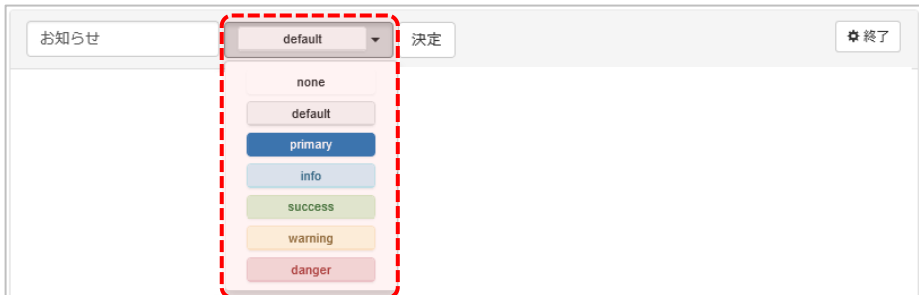 お知らせ default 決定 終了
none
default
primary
info
success
warning
danger